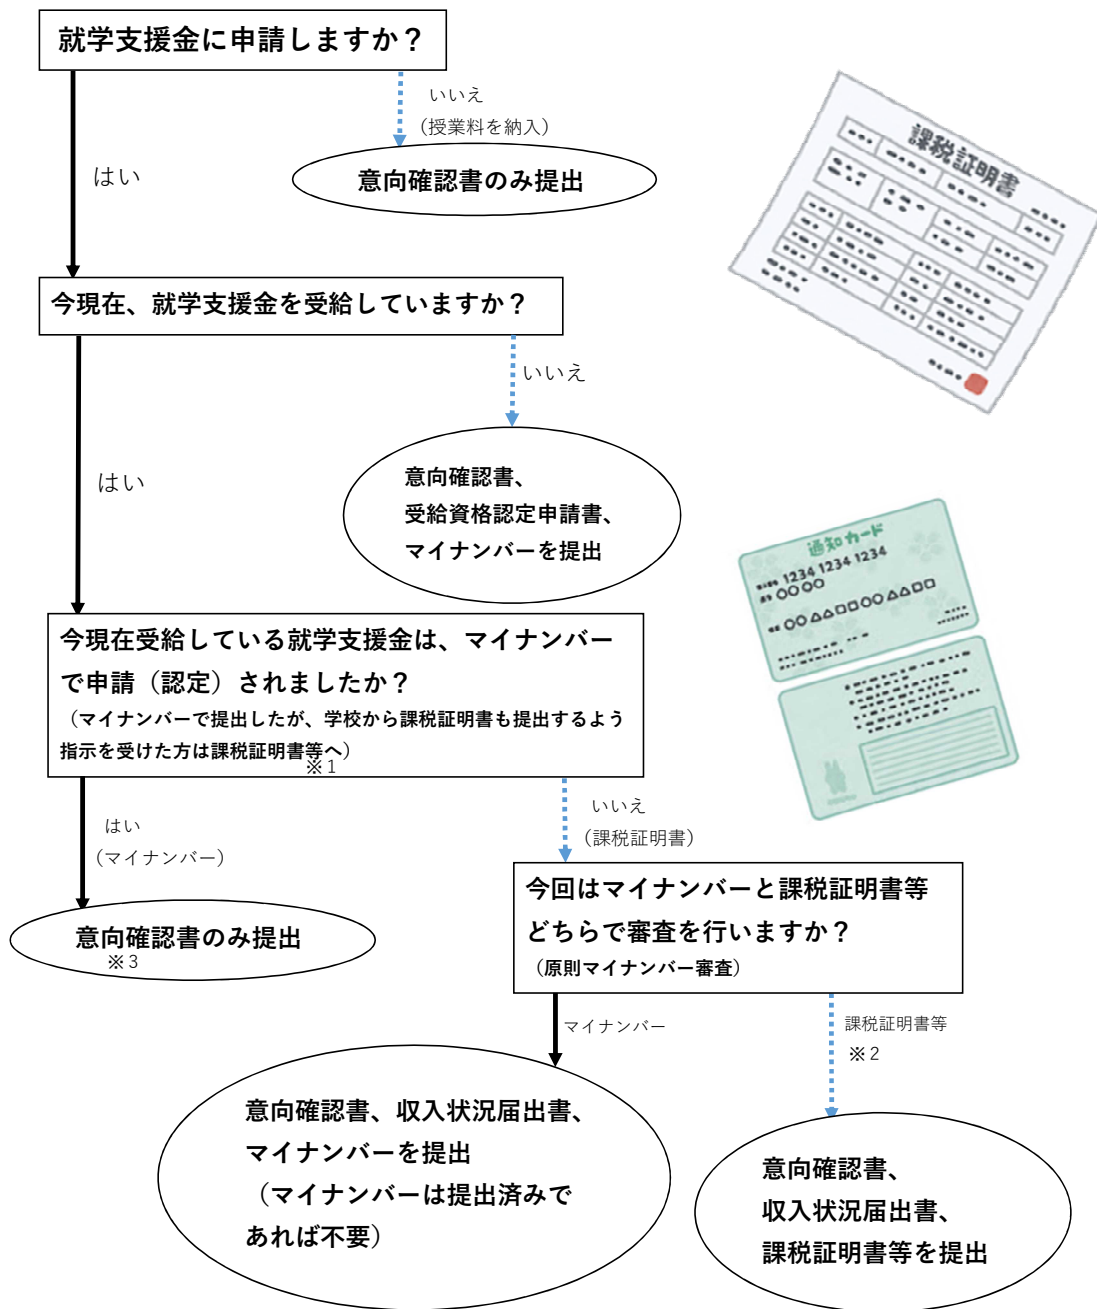 就学支援金に申請しますか？
いいえ
（授業料を納入）
はい
意向確認書のみ提出
課税証明書
今現在、就学支援金を受給していますか？
いいえ
はい
意向確認書、
受給資格認定申請書、
マイナンバーを提出
通知カード
1234 1234 1234
〇〇〇〇
〇〇△△□□〇〇△△□□
今現在受給している就学支援金は、マイナンバー
で申請（認定）されましたか？
（マイナンバーで提出したが、学校から課税証明書も提出するよう
指示を受けた方は課税証明書等へ）
※１
はい
（マイナンバー）
いいえ
（課税証明書）
意向確認書のみ提出
※３
今回はマイナンバーと課税証明書等
どちらで審査を行いますか？
（原則マイナンバー審査）
マイナンバー
課税証明書等
※２
意向確認書、収入状況届出書、
マイナンバーを提出
（マイナンバーは提出済みで
あれば不要）
意向確認書、
収入状況届出書、
課税証明書等を提出